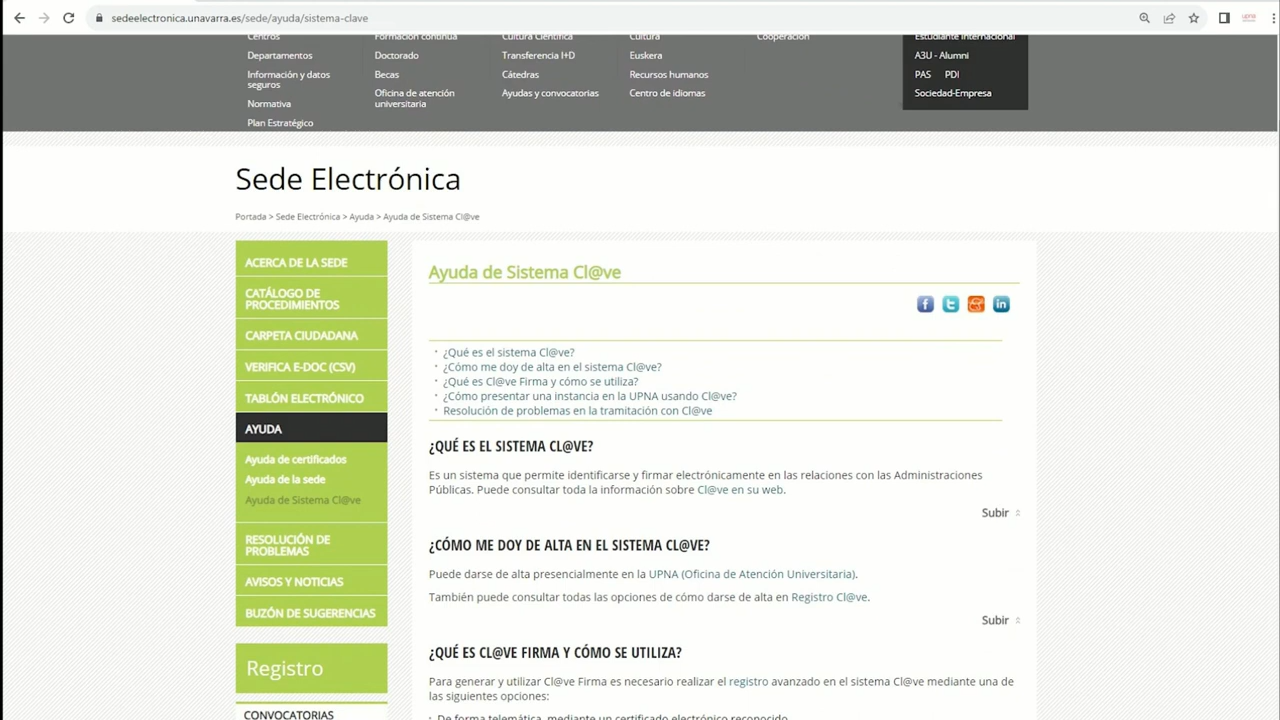 sedeelectronica.unavarra.es/sede/ayuda/sistema-clave
upna
Centros
Departamentos
Información y datos
seguros
Normativa
Plan Estratégico
Formación continua
Doctorado
Becas
Oficina de atención
universitaria
Cultura Científica
Transferencia I+D
Cátedras
Ayudas y convocatorias
Cultura
Euskera
Recursos humanos
Centro de idiomas
Cooperación
Estudiante Internacional
A3U - Alumni
PAS PDI
Sociedad-Empresa
Sede Electrónica
Portada > Sede Electrónica > Ayuda > Ayuda de Sistema Cl@ve
ACERCA DE LA SEDE
CATÁLOGO DE
PROCEDIMIENTOS
CARPETA CIUDADANA
VERIFICA E-DOC (CSV)
TABLÓN ELECTRÓNICO
AYUDA
Ayuda de certificados
Ayuda de la sede
Ayuda de Sistema Cl@ve
RESOLUCIÓN DE
PROBLEMAS
AVISOS Y NOTICIAS
BUZÓN DE SUGERENCIAS
Registro
CONVOCATORIAS
Ayuda de Sistema Cl@ve
· ¿Qué es el sistema Cl@ve?
· ¿Cómo me doy de alta en el sistema Cl@ve?
· ¿Qué es Cl@ve Firma y cómo se utiliza?
· ¿Cómo presentar una instancia en la UPNA usando Cl@ve?
· Resolución de problemas en la tramitación con Cl@ve
¿QUÉ ES EL SISTEMA CL@VE?
Es un sistema que permite identificarse y firmar electrónicamente en las relaciones con las Administraciones
Públicas. Puede consultar toda la información sobre Cl@ve en su web.
Subir
¿CÓMO ME DOY DE ALTA EN EL SISTEMA CL@VE?
Puede darse de alta presencialmente en la UPNA (Oficina de Atención Universitaria).
También puede consultar todas las opciones de cómo darse de alta en Registro Cl@ve.
Subir
¿QUÉ ES CL@VE FIRMA Y CÓMO SE UTILIZA?
Para generar y utilizar Cl@ve Firma es necesario realizar el registro avanzado en el sistema Cl@ve mediante una de
las siguientes opciones:
· De forma telemática, mediante un certificado electrónico reconocido